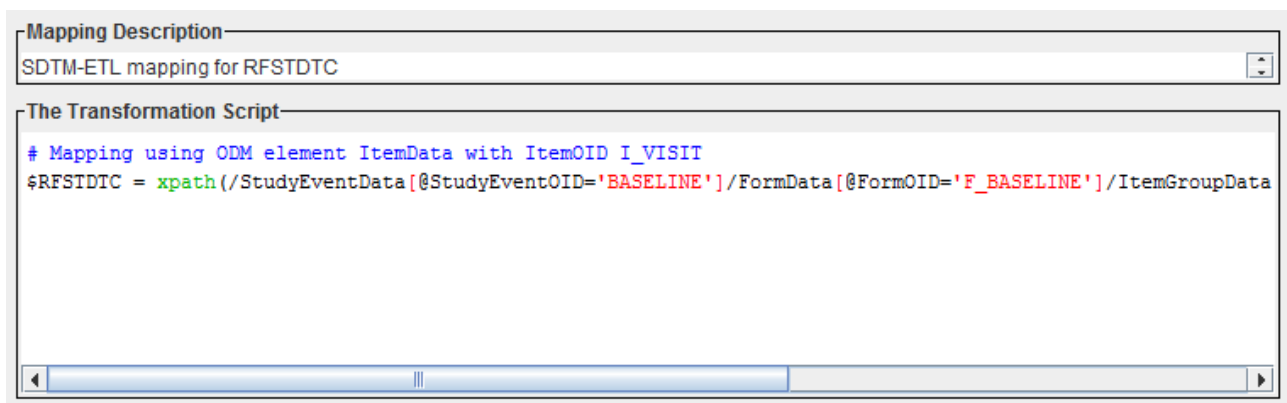 Mapping Description
SDTM-ETL mapping for RFSTDTC
The Transformation Script
# Mapping using ODM element ItemData with ItemOID I_VISIT
$RFSTDTC = xpath(/StudyEventData[@StudyEventOID='BASELINE']/FormData[@FormOID='F_BASELINE']/ItemGroupData